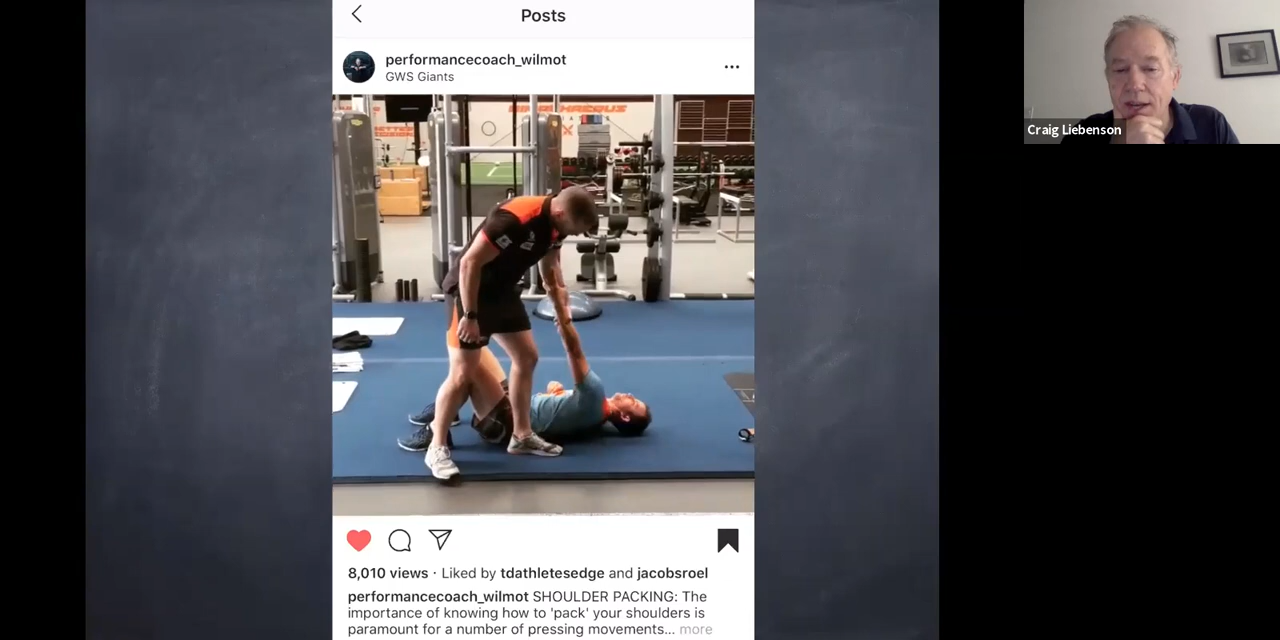 Posts
performancecoach_wilmot
GWS Giants
Craig Liebenson
8,010 views · Liked by tdathletesedge and jacobsroel
performancecoach_wilmot SHOULDER PACKING: The
importance of knowing how to 'pack' your shoulders is
paramount for a number of pressing movements... more